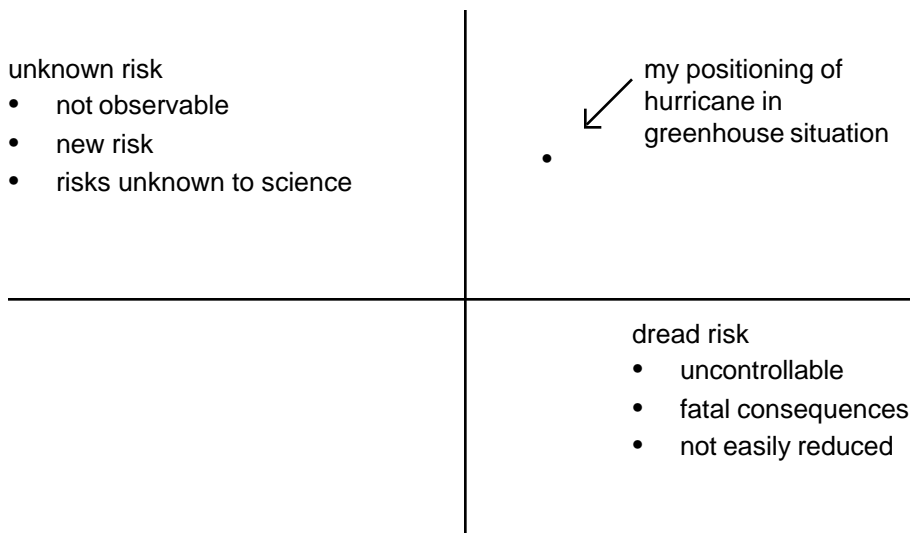 unknown risk
• not observable
• new risk
• risks unknown to science
my positioning of
hurricane in
greenhouse situation
dread risk
• uncontrollable
• fatal consequences
• not easily reduced